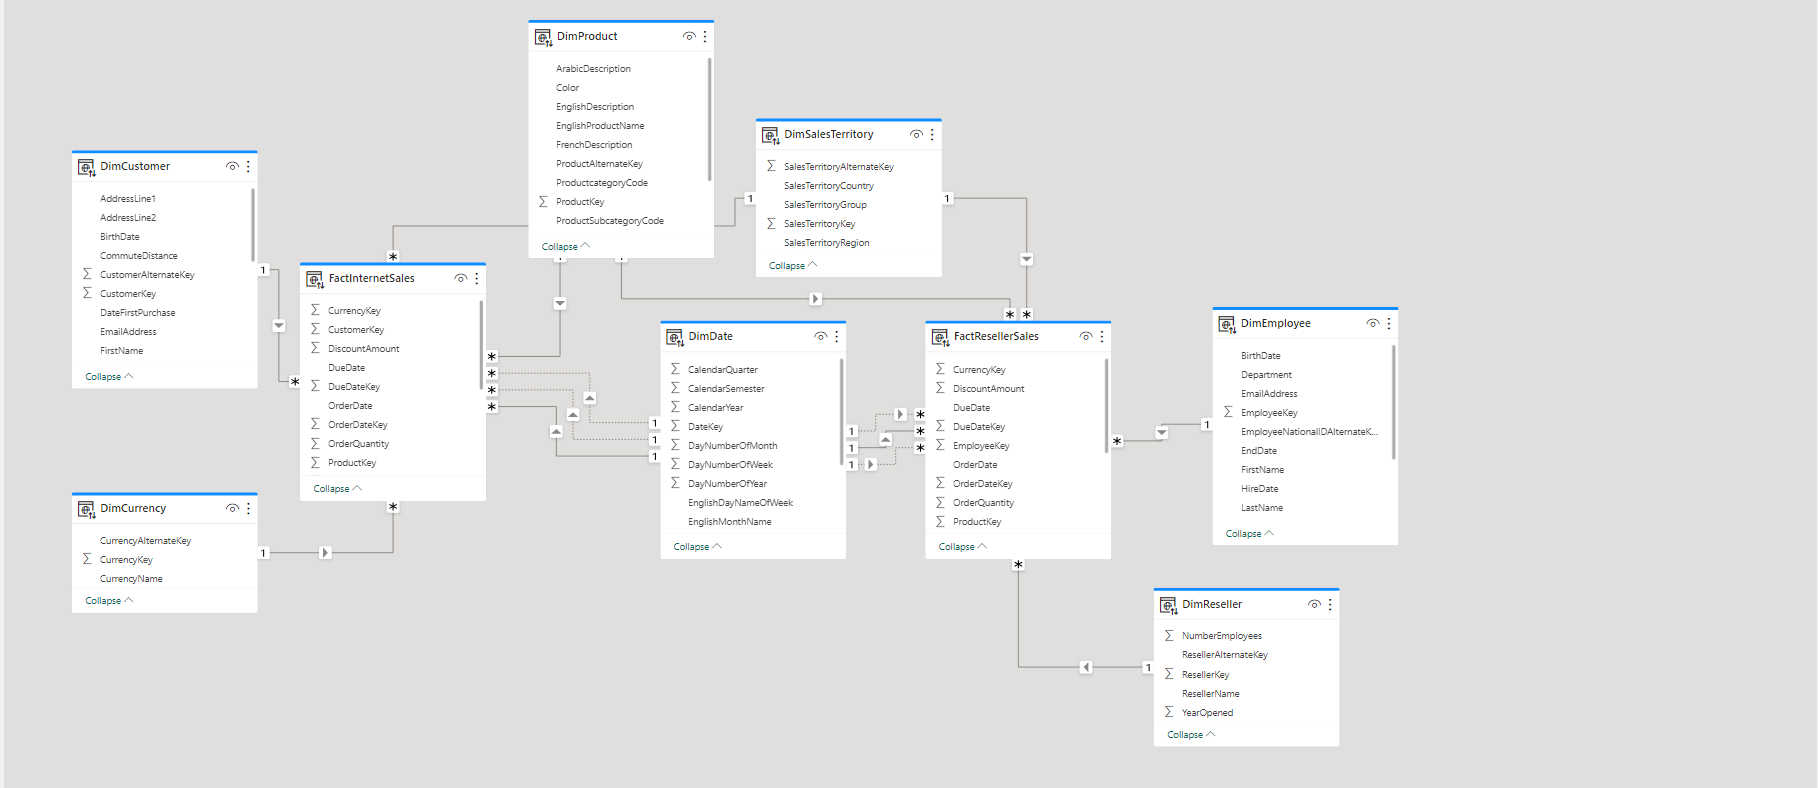 DimProduct
ArabicDescription
Color
EnglishDescription
EnglishProductName
FrenchDescription
ProductAlternateKey
ProductcategoryCode
ProductKey
ProductSubcategoryCode
Collapse
DimSalesTerritory
SalesTerritoryAlternateKey
SalesTerritoryCountry
SalesTerritoryGroup
SalesTerritoryKey
SalesTerritoryRegion
Collapse
DimCustomer
AddressLine1
AddressLine2
BirthDate
CommuteDistance
CustomerAlternateKey
CustomerKey
DateFirstPurchase
EmailAddress
FirstName
Collapse
FactInternetSales
CurrencyKey
CustomerKey
DiscountAmount
DueDate
DueDateKey
OrderDate
OrderDateKey
OrderQuantity
ProductKey
Collapse
DimDate
CalendarQuarter
CalendarSemester
CalendarYear
DateKey
DayNumberOfMonth
DayNumberOfWeek
DayNumberOfYear
EnglishDayNameOfWeek
EnglishMonthName
Collapse
FactResellerSales
CurrencyKey
DiscountAmount
DueDate
DueDateKey
EmployeeKey
OrderDate
OrderDateKey
OrderQuantity
ProductKey
Collapse
DimEmployee
BirthDate
Department
EmailAddress
EmployeeKey
EmployeeNationalIDAlternateK...
EndDate
FirstName
HireDate
LastName
Collapse
DimCurrency
CurrencyAlternateKey
CurrencyKey
CurrencyName
Collapse
DimReseller
NumberEmployees
ResellerAlternateKey
ResellerKey
ResellerName
YearOpened
Collapse
1
*
1
1
*
*
*
*
*
*
*
1
1
1
1
1
1
*
*
*
*
1
1
*
*
1